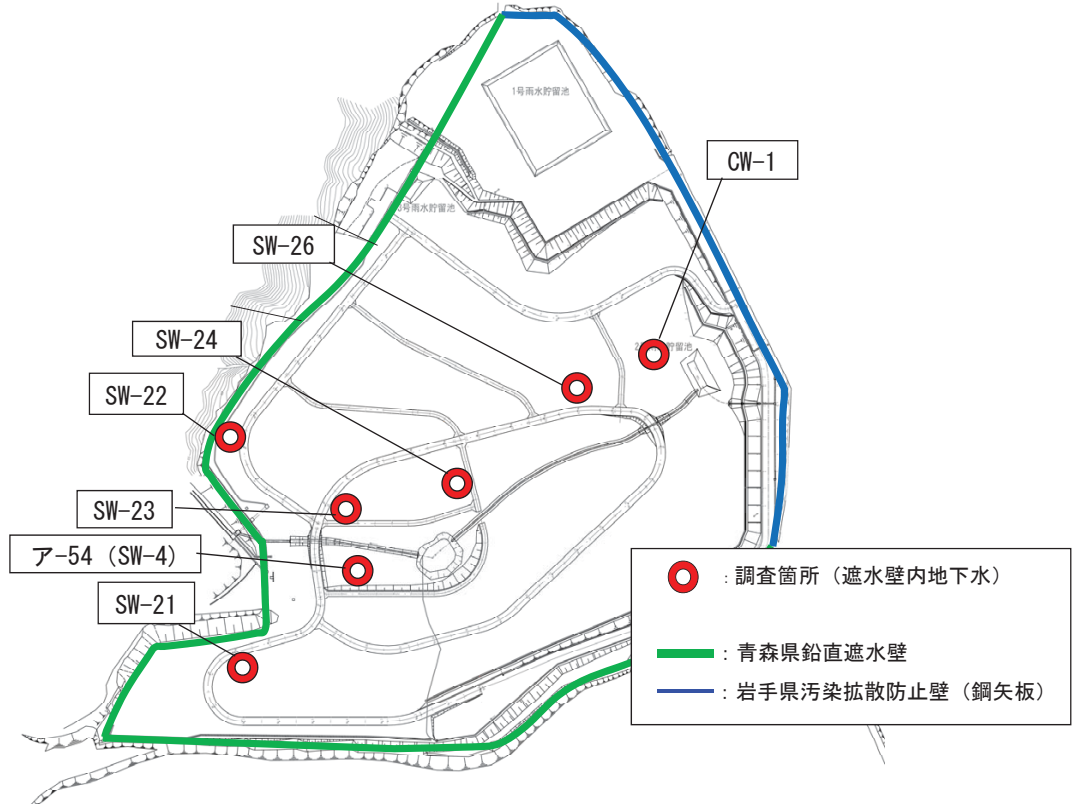 1号雨水貯留池
CW-1
3号雨水貯留池
SW-26
SW-24
SW-22
SW-23
ア-54（SW-4）
SW-21
：調査箇所（遮水壁内地下水）
：青森県鉛直遮水壁
：岩手県汚染拡散防止壁（鋼矢板）